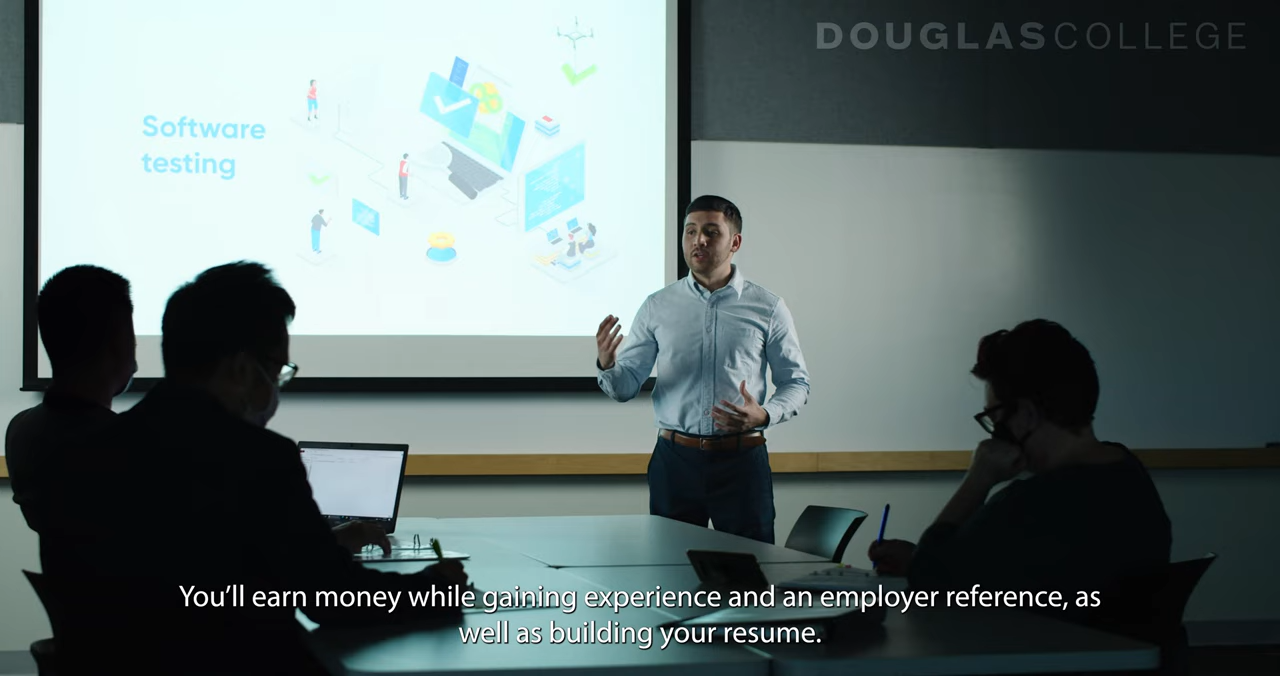 DOUGLASCOLLEGE
Software
testing
You'll earn money while gaining experience and an employer reference, as
well as building your resume.